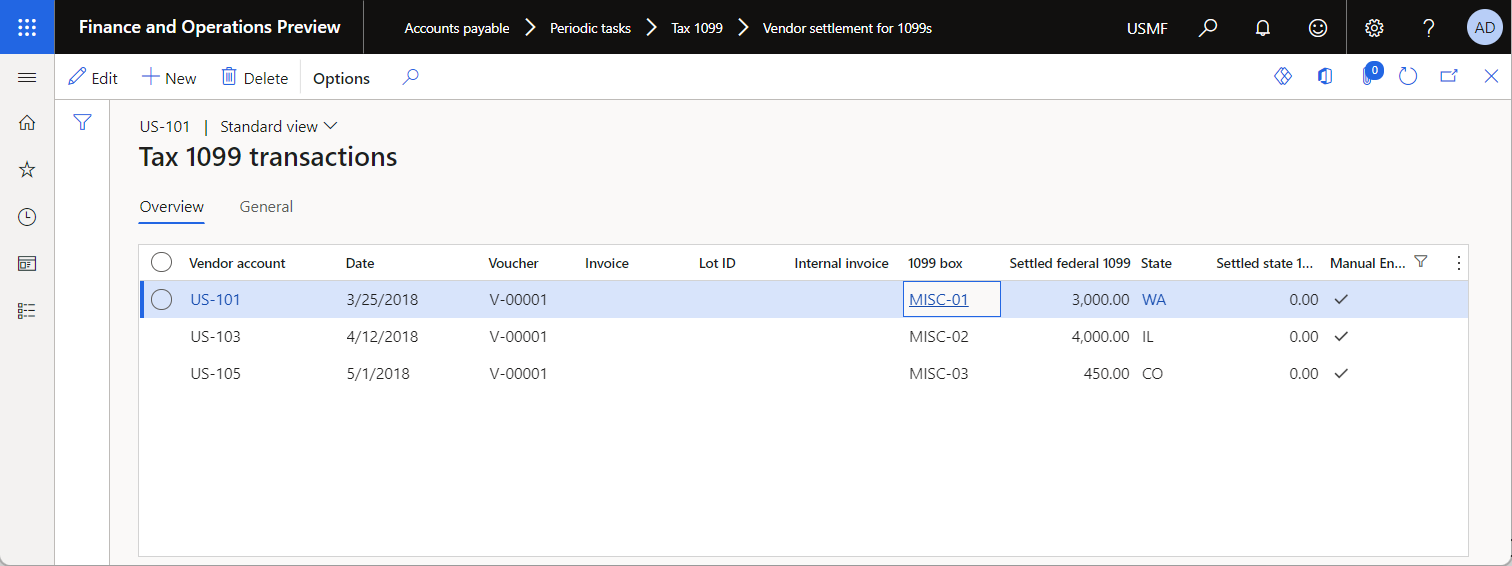 Finance and Operations Preview Accounts payable Periodic tasks Tax 1099 Vendor settlement for 1099s USMF ? AD
Edit New Delete Options 0
US-101 | Standard view
Tax 1099 transactions
Overview General
Vendor account Date Voucher Invoice Lot ID Internal invoice 1099 box Settled federal 1099 State Settled state 1... Manual En...
US-101 3/25/2018 V-00001 MISC-01 3,000.00 WA 0.00
US-103 4/12/2018 V-00001 MISC-02 4,000.00 IL 0.00
US-105 5/1/2018 V-00001 MISC-03 450.00 CO 0.00